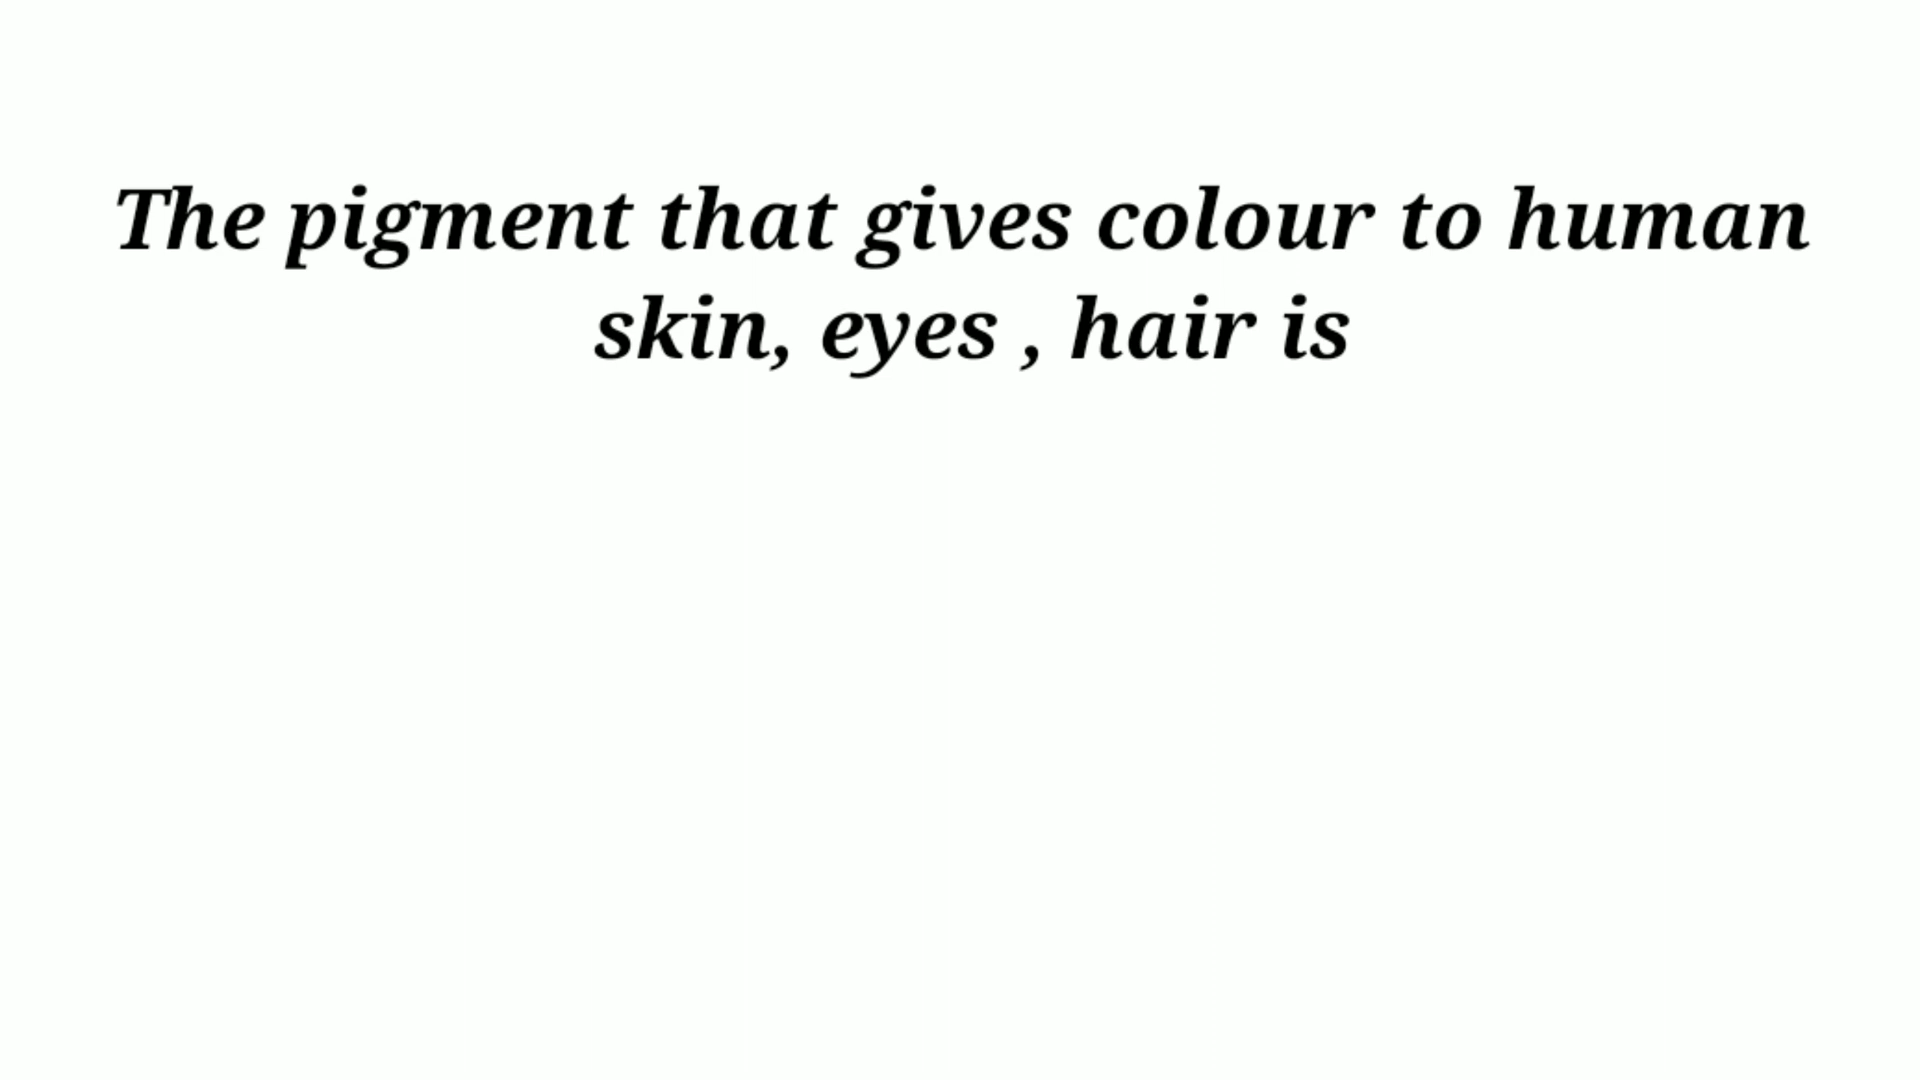 The pigment that gives colour to human
skin, eyes , hair is